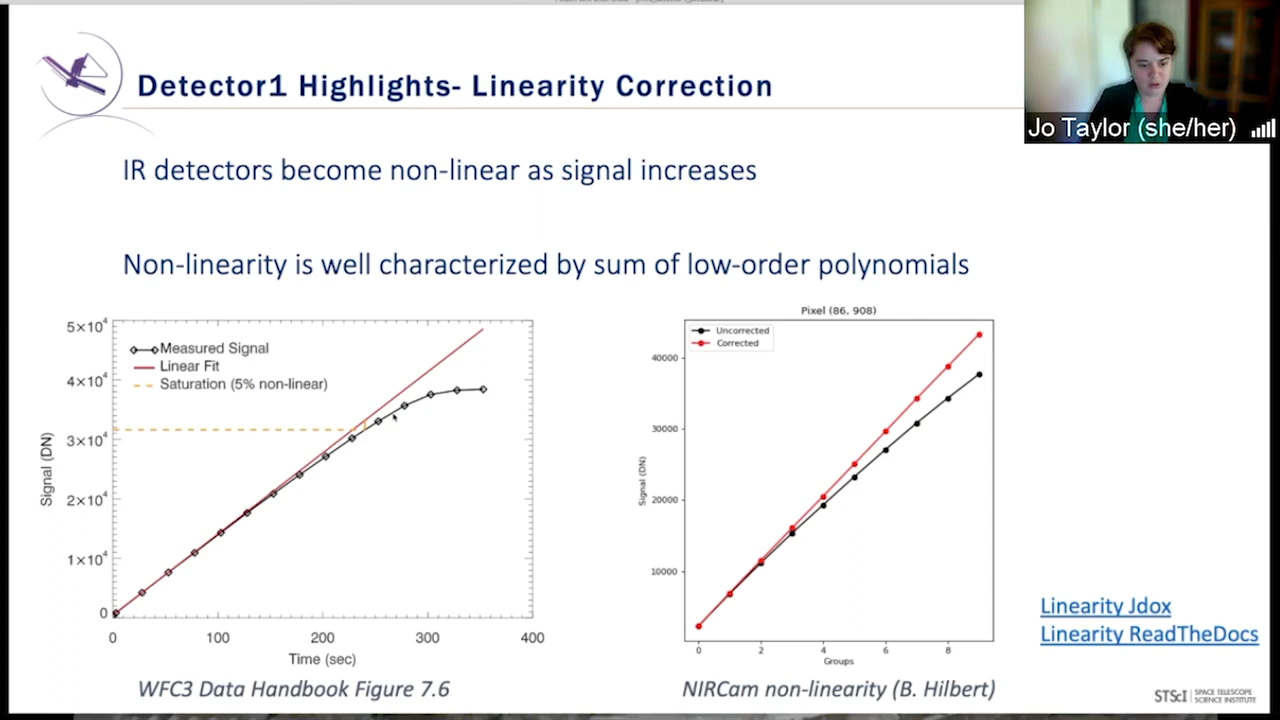 Detector1 Highlights- Linearity Correction
Jo Taylor (she/her)
IR detectors become non-linear as signal increases
Non-linearity is well characterized by sum of low-order polynomials
5×10⁴
4×10⁴
3×10⁴
2×10⁴
1×10⁴
0
Signal (DN)
Measured Signal
Linear Fit
Saturation (5% non-linear)
0 100 200 300 400
Time (sec)
WFC3 Data Handbook Figure 7.6
Pixel (86, 908)
Uncorrected
Corrected
40000
30000
20000
10000
Signal (DN)
0 2 4 6 8
Groups
NIRCam non-linearity (B. Hilbert)
Linearity Jdox
Linearity ReadTheDocs
STScI SPACE TELESCOPE
SCIENCE INSTITUTE